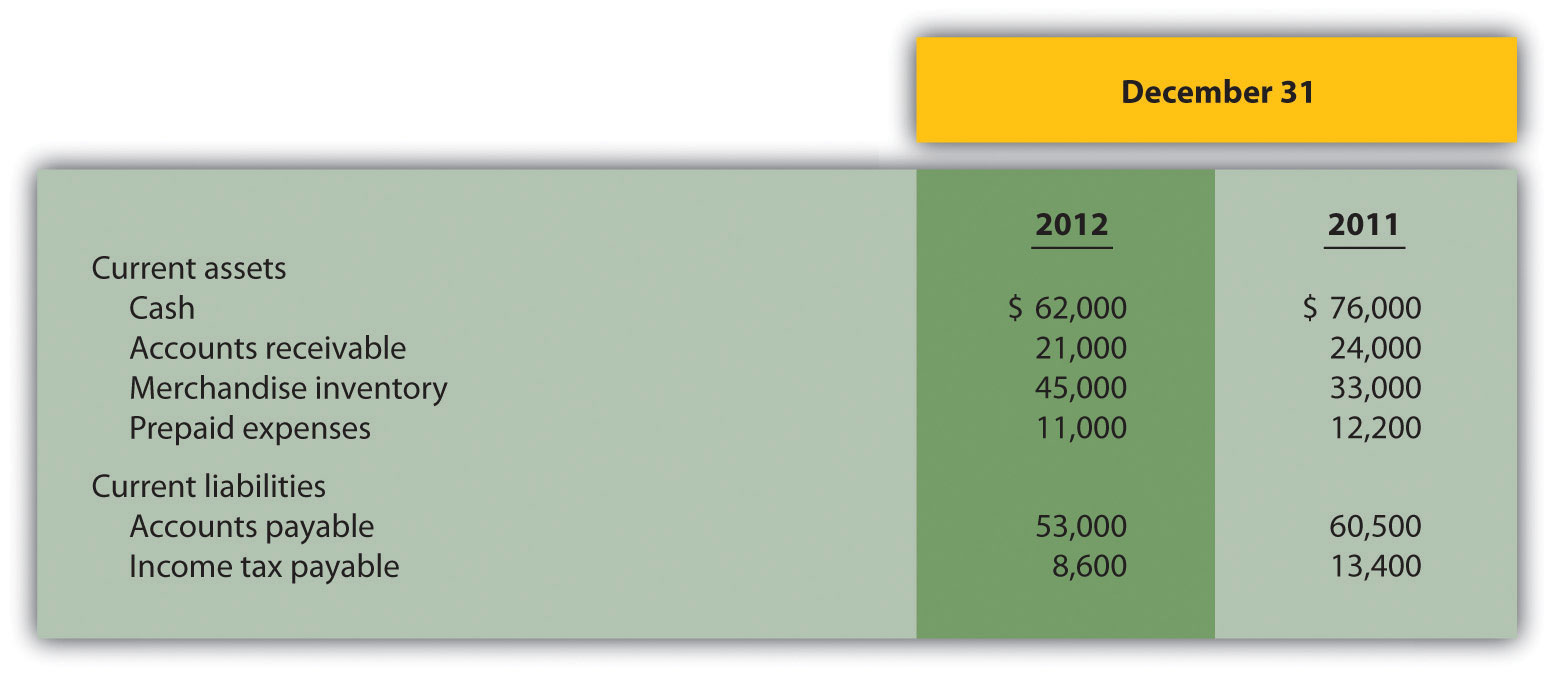 December 31
2012 2011
Current assets
Cash $ 62,000 $ 76,000
Accounts receivable 21,000 24,000
Merchandise inventory 45,000 33,000
Prepaid expenses 11,000 12,200
Current liabilities
Accounts payable 53,000 60,500
Income tax payable 8,600 13,400